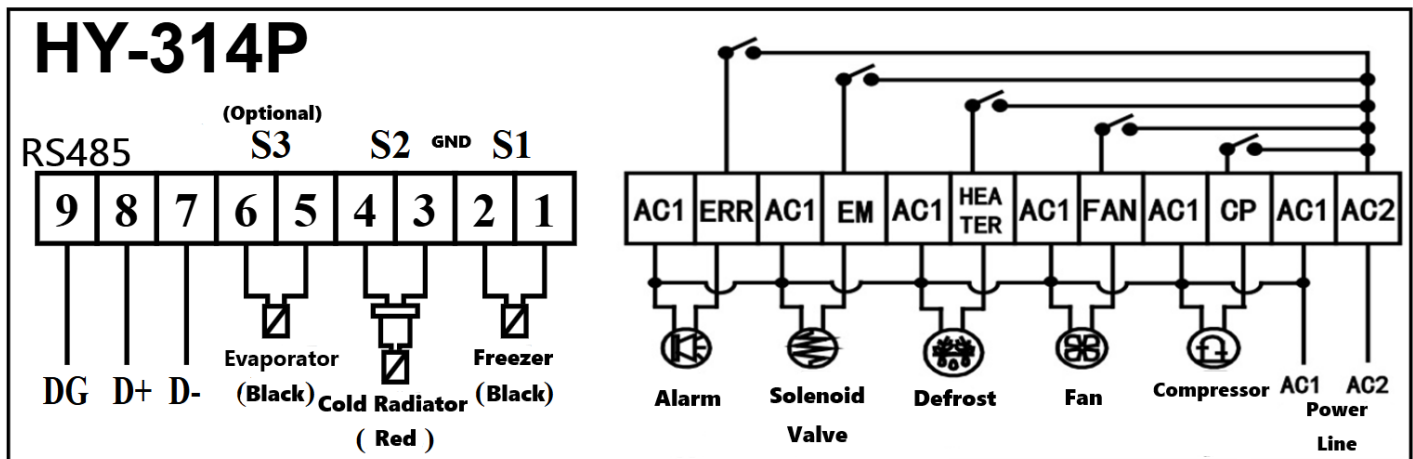 HY-314P
(Optional)
RS485 S3 S2 GND S1
9 8 7 6 5 4 3 2 1
DG D+ D-
Evaporator
(Black)
Cold Radiator
( Red )
Freezer
(Black)
AC1 ERR AC1 EM AC1 HEA
TER AC1 FAN AC1 CP AC1 AC2
Alarm
Solenoid
Valve
Defrost
Fan
Compressor
AC1 AC2
Power
Line